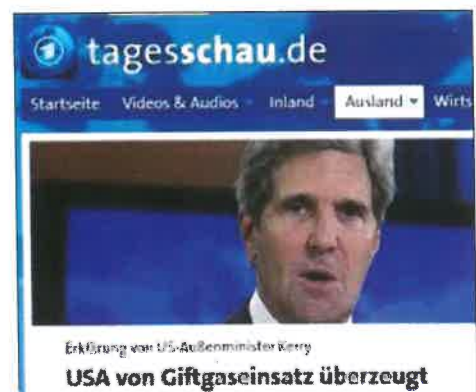 tagesschau.de
Startseite Videos & Audios Inland Ausland Wirts
Erklärung von US-Außenminister Kerry
USA von Giftgaseinsatz überzeugt